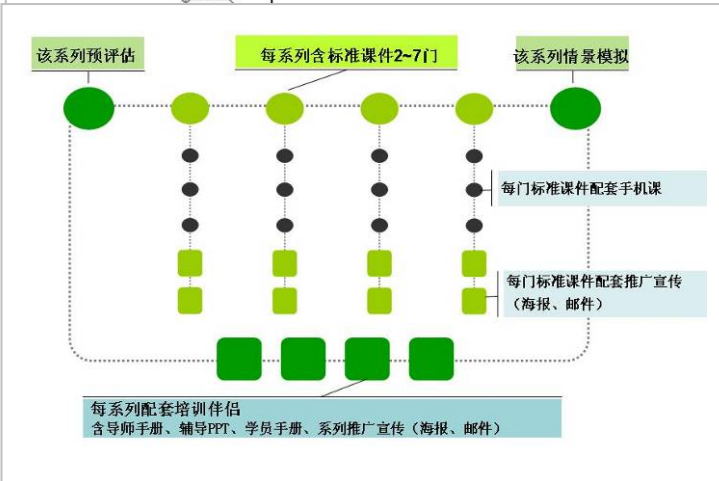 该系列预评估
每系列含标准课件2~7门
该系列情景模拟
每门标准课件配套手机课
每门标准课件配套推广宣传
（海报、邮件）
每系列配套培训伴侣
含导师手册、辅导PPT、学员手册、系列推广宣传（海报、邮件）